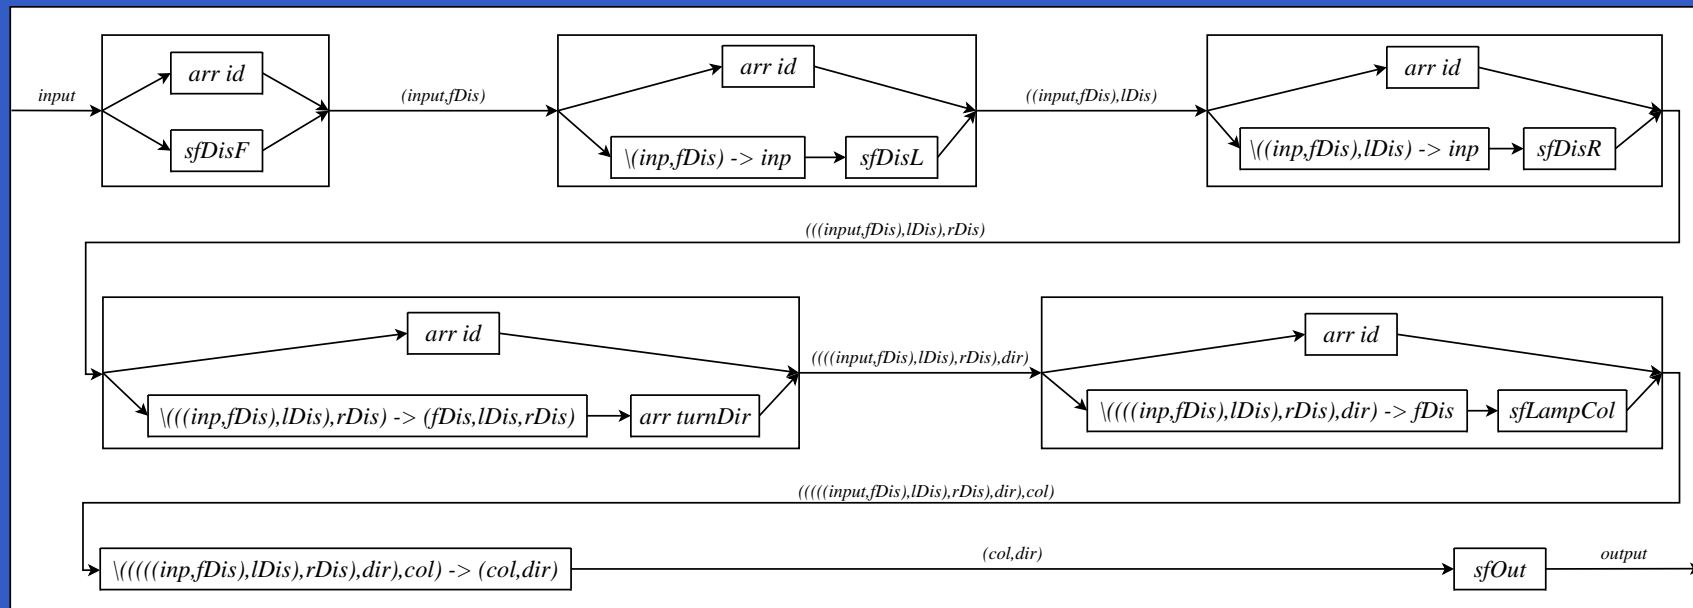 arr id
input
(input,fDis)
sfDisF
arr id
((input,fDis),lDis)
\(inp,fDis) -> inp
sfDisL
arr id
\((inp,fDis),lDis) -> inp
sfDisR
(((input,fDis),lDis),rDis)
arr id
\(((inp,fDis),lDis),rDis) -> (fDis,lDis,rDis)
arr turnDir
((((input,fDis),lDis),rDis),dir)
arr id
\((((inp,fDis),lDis),rDis),dir) -> fDis
sfLampCol
(((((input,fDis),lDis),rDis),dir),col)
\(((((inp,fDis),lDis),rDis),dir),col) -> (col,dir)
(col,dir)
sfOut
output